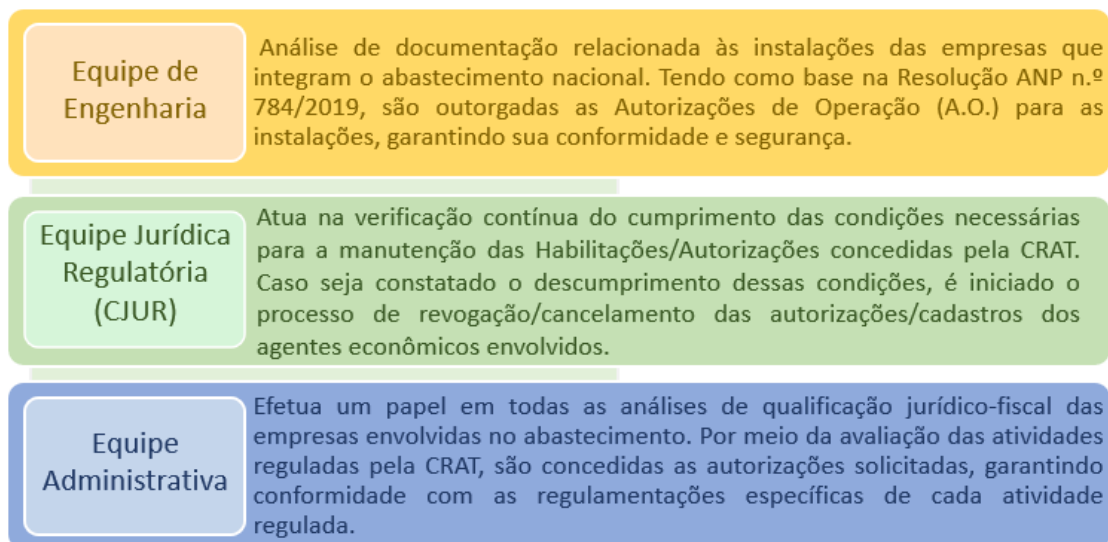 Equipe de
Engenharia
Análise de documentação relacionada às instalações das empresas que
integram o abastecimento nacional. Tendo como base na Resolução ANP n.º
784/2019, são outorgadas as Autorizações de Operação (A.O.) para as
instalações, garantindo sua conformidade e segurança.
Equipe Jurídica
Regulatória
(CJUR)
Atua na verificação contínua do cumprimento das condições necessárias
para a manutenção das Habilitações/Autorizações concedidas pela CRAT.
Caso seja constatado o descumprimento dessas condições, é iniciado o
processo de revogação/cancelamento das autorizações/cadastros dos
agentes econômicos envolvidos.
Equipe
Administrativa
Efetua um papel em todas as análises de qualificação jurídico-fiscal das
empresas envolvidas no abastecimento. Por meio da avaliação das atividades
reguladas pela CRAT, são concedidas as autorizações solicitadas, garantindo
conformidade com as regulamentações específicas de cada atividade
regulada.